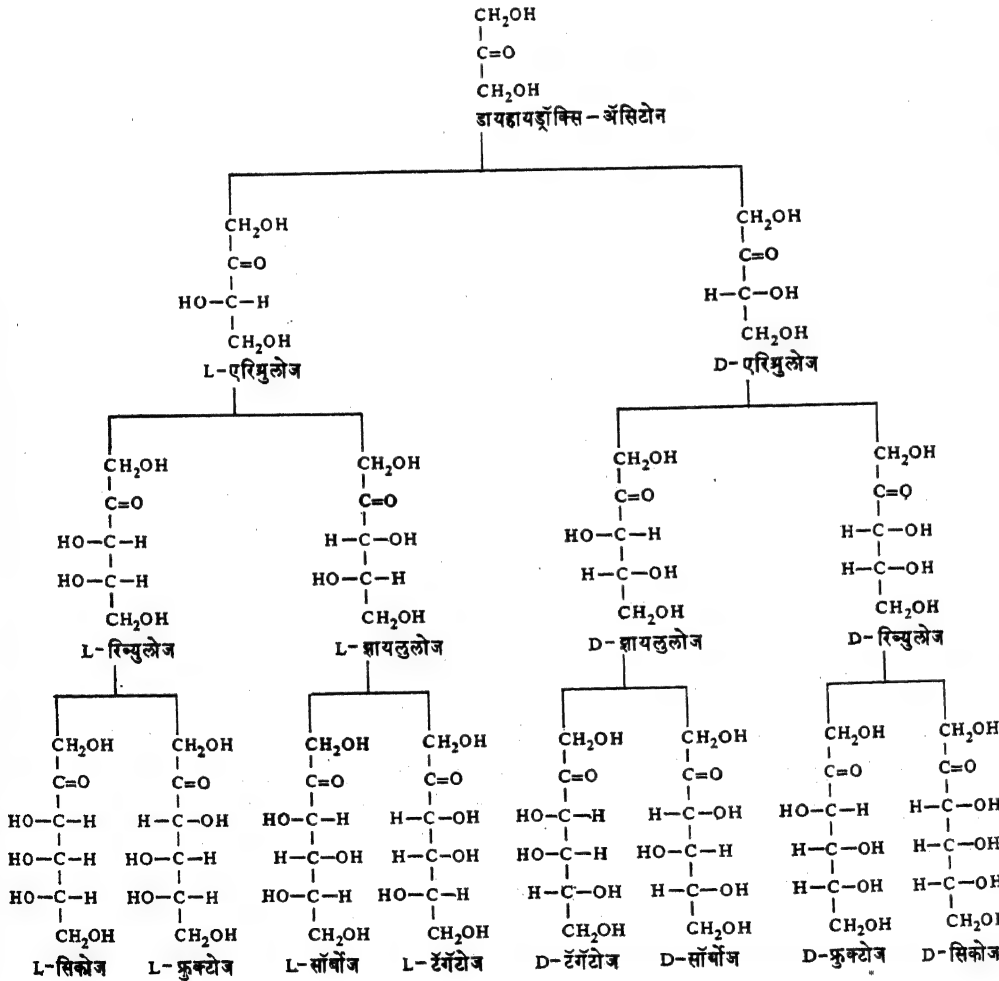 CH₂OH
C=O
CH₂OH
डायहायड्रॉक्सि-ॲसिटोन
CH₂OH
C=O
HO—C—H
CH₂OH
L-एरिथ्रुलोज
CH₂OH
C=O
H—C—OH
CH₂OH
D-एरिथ्रुलोज
CH₂OH
C=O
HO—C—H
HO—C—H
CH₂OH
L-रिब्युलोज
CH₂OH
C=O
H—C—OH
HO—C—H
CH₂OH
L-झायलुलोज
CH₂OH
C=O
HO—C—H
H—C—OH
CH₂OH
D-झायलुलोज
CH₂OH
C=O
H—C—OH
H—C—OH
CH₂OH
D-रिब्युलोज
CH₂OH
C=O
HO—C—H
HO—C—H
HO—C—H
CH₂OH
L-सिकोज
CH₂OH
C=O
H—C—OH
HO—C—H
HO—C—H
CH₂OH
L-फ्रुक्टोज
CH₂OH
C=O
HO—C—H
H—C—OH
HO—C—H
CH₂OH
L-सॉर्बोज
CH₂OH
C=O
H—C—OH
H—C—OH
HO—C—H
CH₂OH
L-टॅगॅटोज
CH₂OH
C=O
HO—C—H
HO—C—H
H—C—OH
CH₂OH
D-टॅगॅटोज
CH₂OH
C=O
H—C—OH
HO—C—H
H—C—OH
CH₂OH
D-सॉर्बोज
CH₂OH
C=O
HO—C—H
H—C—OH
H—C—OH
CH₂OH
D-फ्रुक्टोज
CH₂OH
C=O
H—C—OH
H—C—OH
H—C—OH
CH₂OH
D-सिकोज